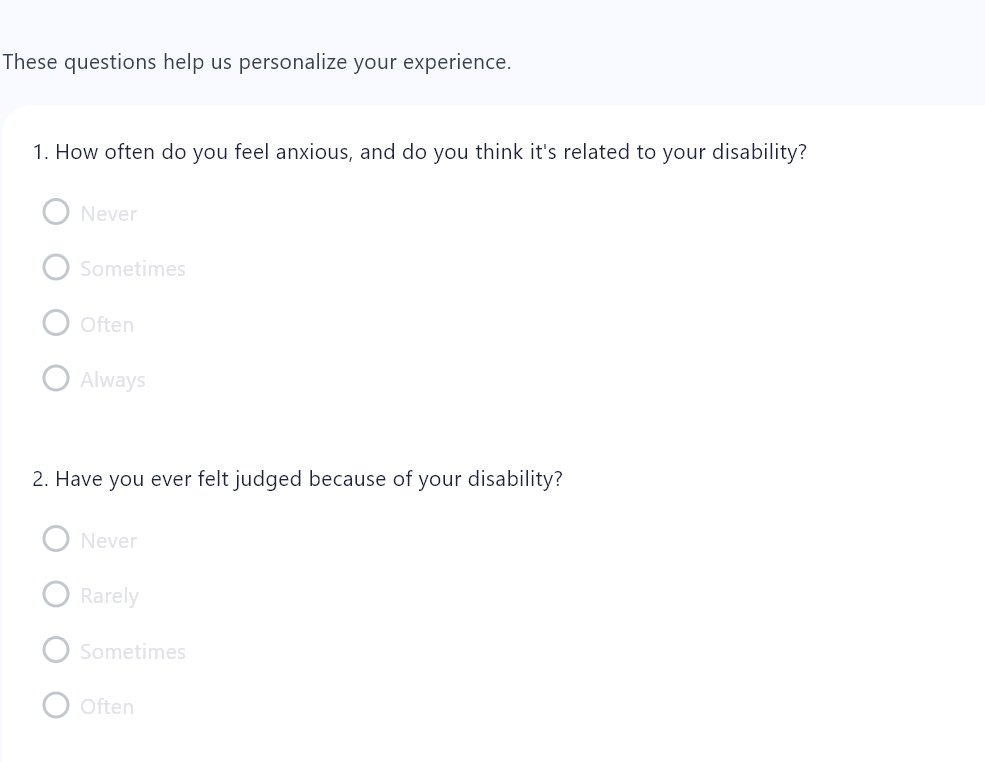 These questions help us personalize your experience.
1. How often do you feel anxious, and do you think it's related to your disability?
Never
Sometimes
Often
Always
2. Have you ever felt judged because of your disability?
Never
Rarely
Sometimes
Often